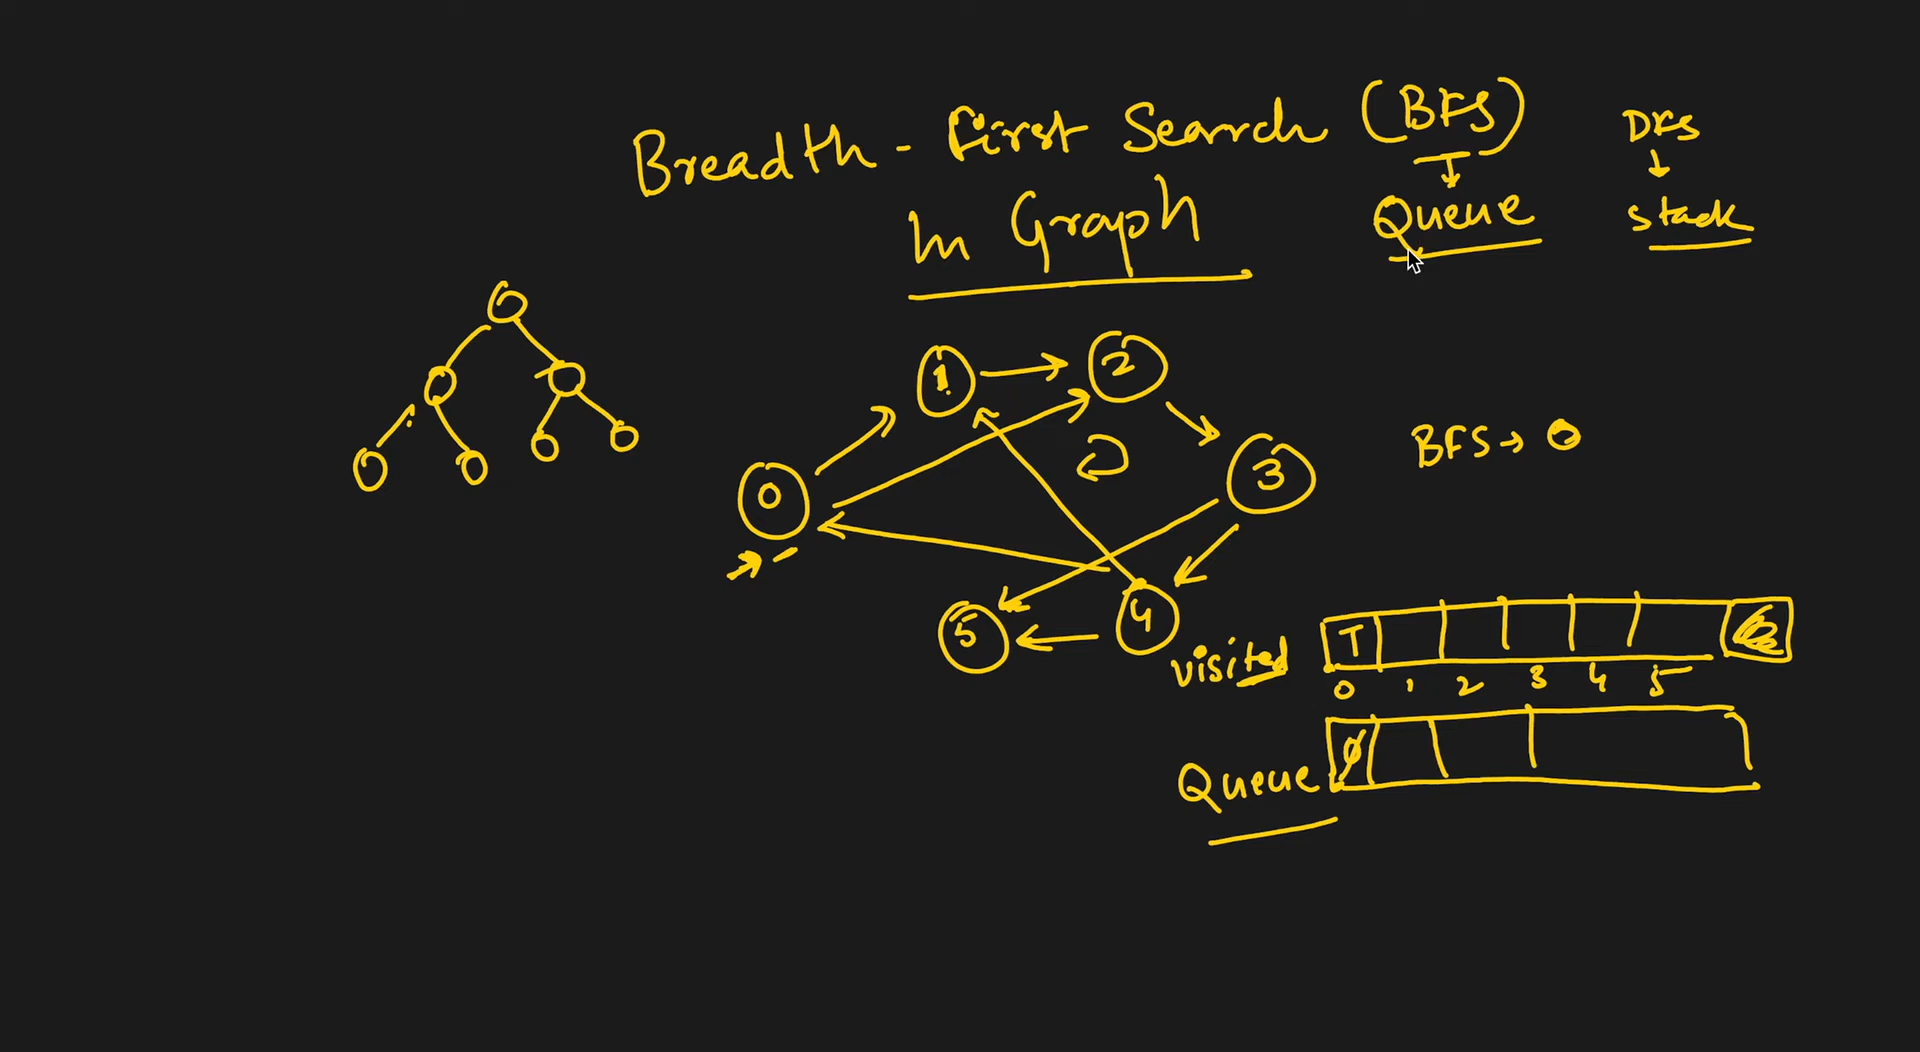 Breadth - First Search (BFS)
In Graph
Queue
DFS
Stack
1
2
0
3
5
4
BFS → 0
visited
T
0 1 2 3 4 5
Queue
0